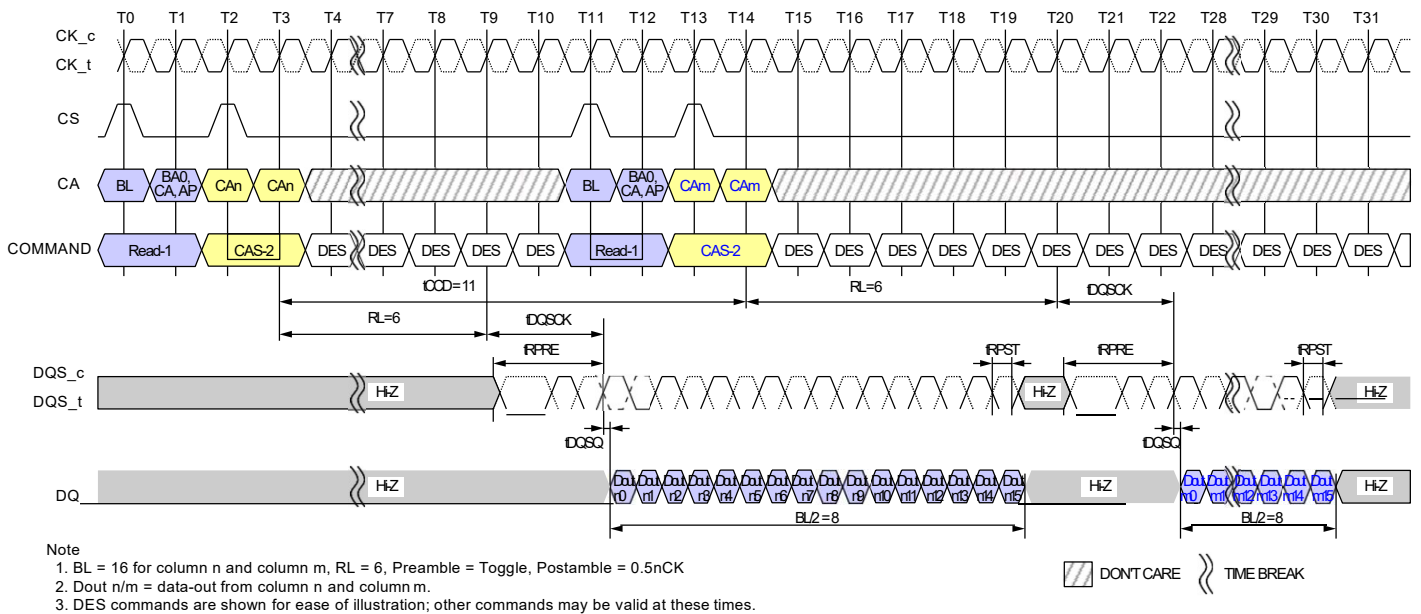 T0 T1 T2 T3 T4 T7 T8 T9 T10 T11 T12 T13 T14 T15 T16 T17 T18 T19 T20 T21 T22 T28 T29 T30 T31
CK_c
CK_t
CS
CA BL BA0, CA, AP CAn CAn BL BA0, CA, AP CAm CAm
COMMAND Read-1 CAS-2 DES DES DES DES DES Read-1 CAS-2 DES DES DES DES DES DES DES DES DES DES DES DES
tCCD = 11 RL=6 tDQSCK
RL=6 tDQSCK
tRPRE tRPST tRPRE tRPST
DQS_c
DQS_t Hi-Z Hi-Z Hi-Z
tDQSQ tDQSQ
DQ Hi-Z Dout n0 Dout n1 Dout n2 Dout n3 Dout n4 Dout n5 Dout n6 Dout n7 Dout n8 Dout n9 Dout n10 Dout n11 Dout n12 Dout n13 Dout n14 Dout n15 Hi-Z Dout m0 Dout m1 Dout m12 Dout m13 Dout m14 Dout m15 Hi-Z
BL/2 = 8 BL/2 = 8
Note
1. BL = 16 for column n and column m, RL = 6, Preamble = Toggle, Postamble = 0.5nCK
2. Dout n/m = data-out from column n and column m.
3. DES commands are shown for ease of illustration; other commands may be valid at these times.
DON'T CARE TIME BREAK